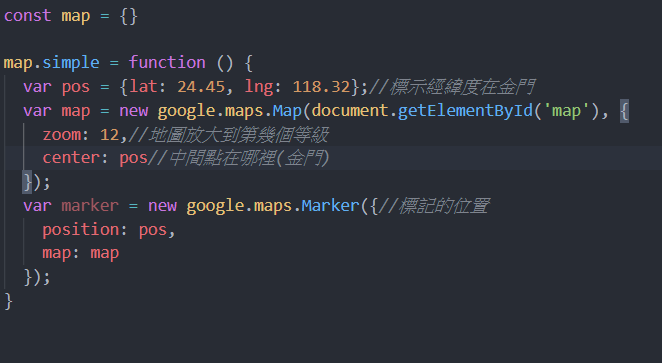 const map = {}
map.simple = function () {
var pos = {lat: 24.45, lng: 118.32};//標示經緯度在金門
var map = new google.maps.Map(document.getElementById('map'), {
zoom: 12,//地圖放大到第幾個等級
center: pos//中間點在哪裡(金門)
});
var marker = new google.maps.Marker({//標記的位置
position: pos,
map: map
});
}